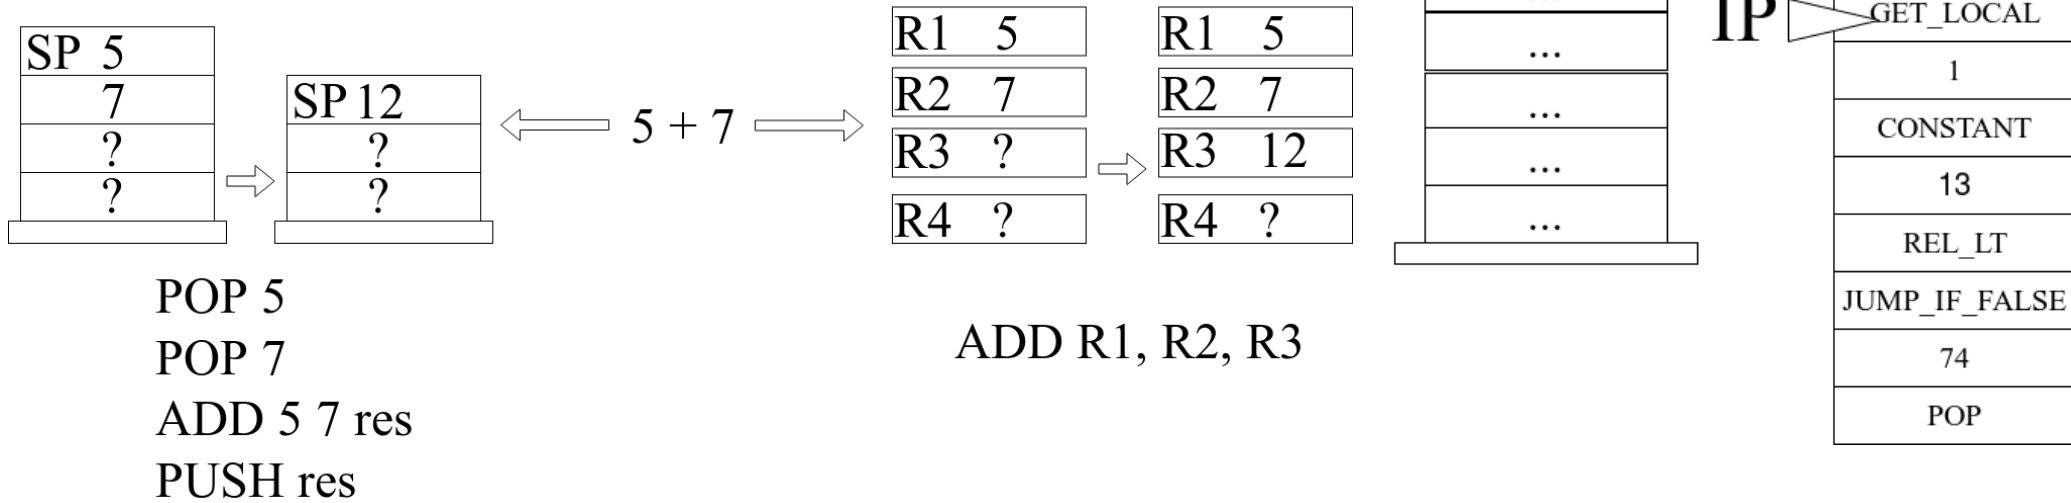 SP 5
7
?
?
SP 12
?
?
5 + 7
R1 5
R2 7
R3 ?
R4 ?
R1 5
R2 7
R3 12
R4 ?
POP 5
POP 7
ADD 5 7 res
PUSH res
ADD R1, R2, R3
...
...
...
...
...
IP
GET_LOCAL
1
CONSTANT
13
REL_LT
JUMP_IF_FALSE
74
POP